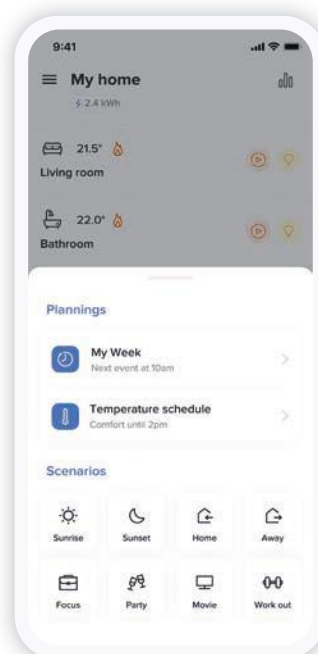 9:41
My home
2.4 kWh
21.5°
Living room
22.0°
Bathroom
Plannings
My Week
Next event at 10am
Temperature schedule
Comfort until 2pm
Scenarios
Sunrise Sunset Home Away
Focus Party Movie Work out